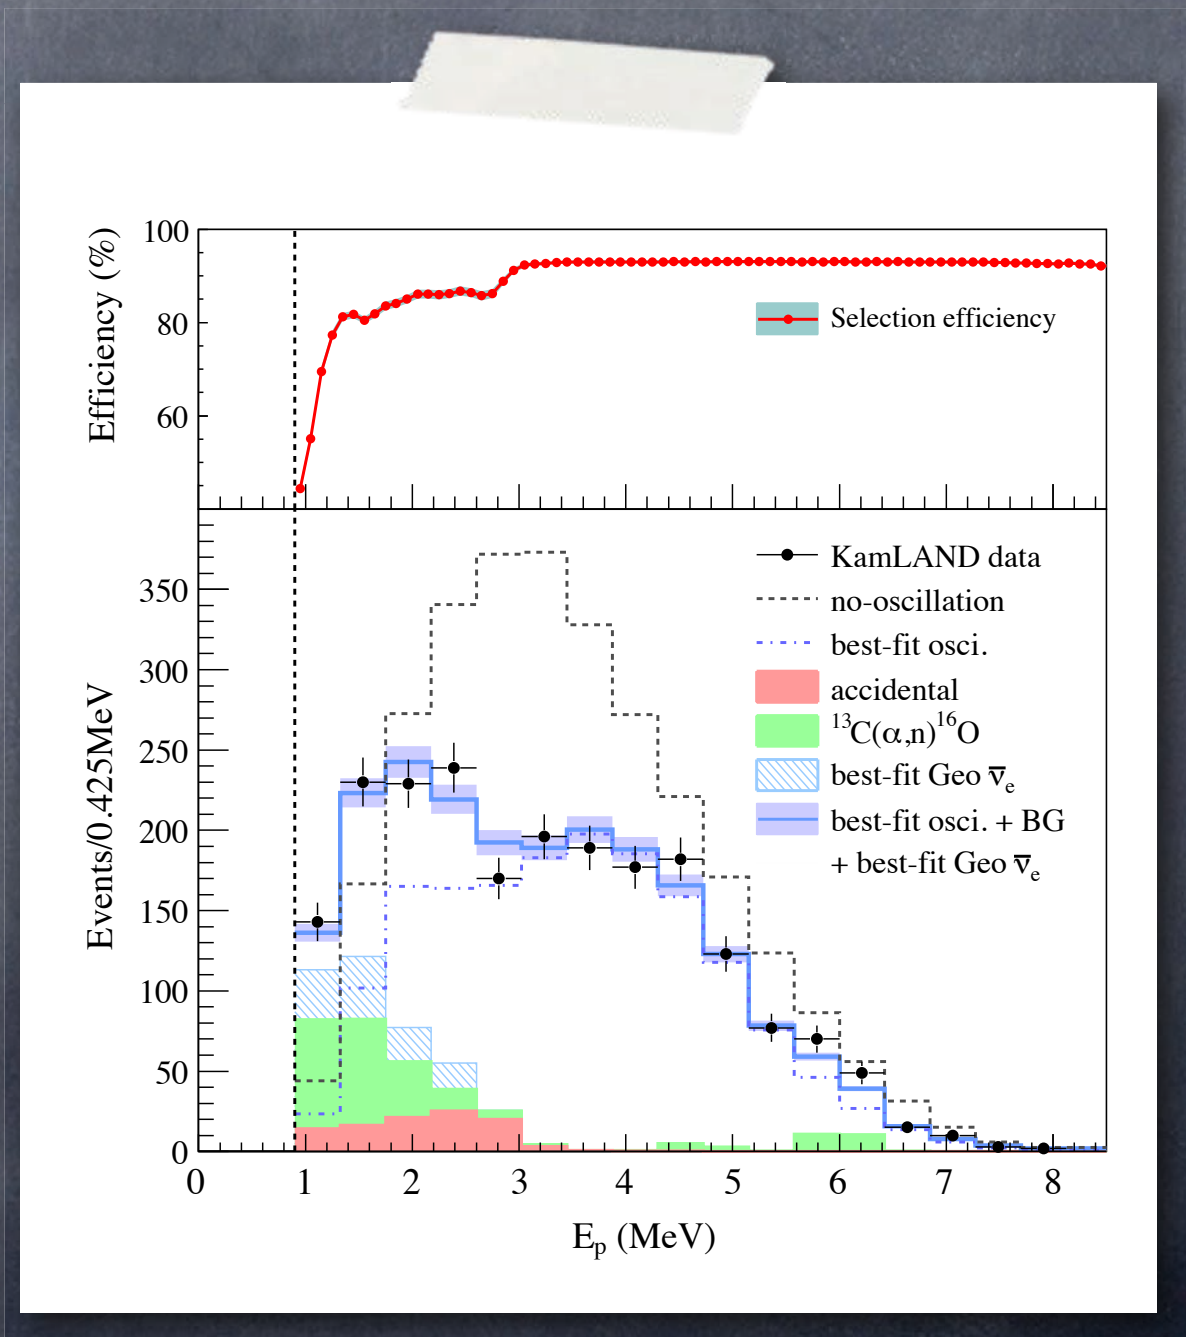 Efficiency (%)
100
80
60
Selection efficiency
Events/0.425MeV
350
300
250
200
150
100
50
0
KamLAND data
no-oscillation
best-fit osci.
accidental
¹³C(α,n)¹⁶O
best-fit Geo ν̅ₑ
best-fit osci. + BG
+ best-fit Geo ν̅ₑ
0 1 2 3 4 5 6 7 8
Eₚ (MeV)